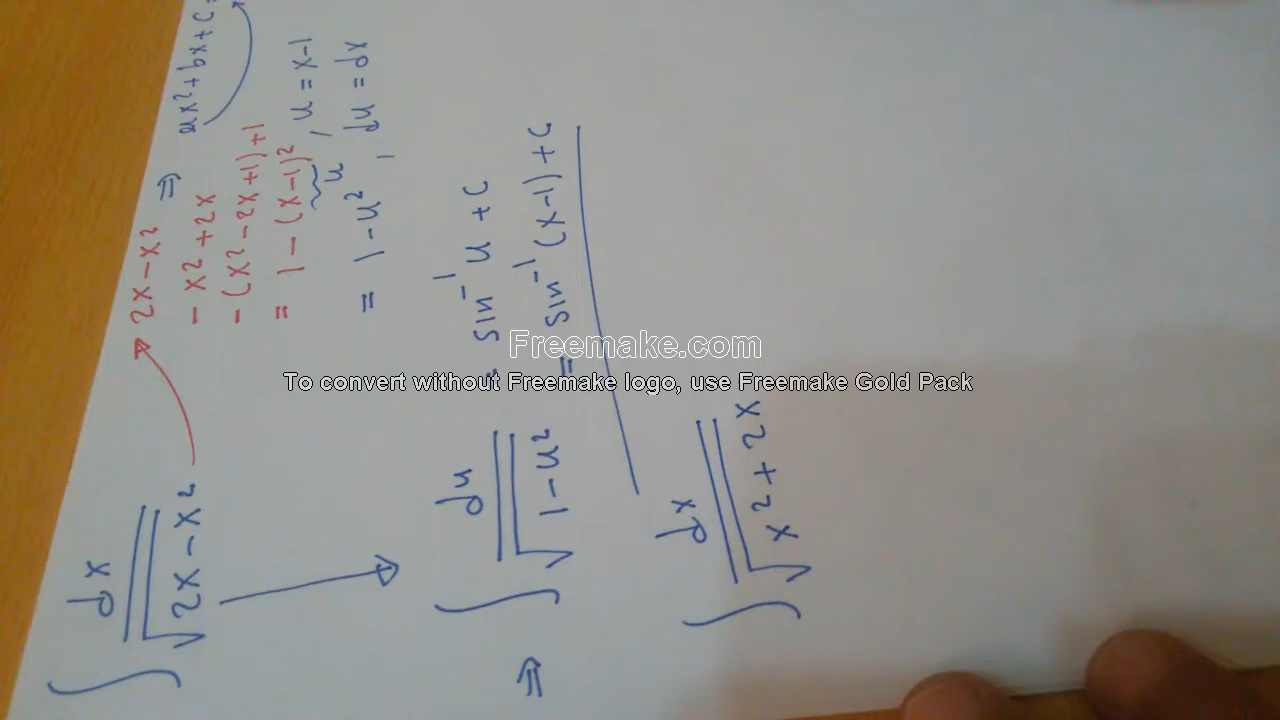 ∫ dx / √(2x - x²)
2x - x² ⇒ ax² + bx + c =
- x² + 2x
- (x² - 2x + 1) + 1
= 1 - (x - 1)² , u = x - 1
u
= 1 - u² , du = dx
⇒ ∫ du / √(1 - u²) = sin⁻¹ u + c
= sin⁻¹ (x - 1) + c
∫ dx / √(x² + 2x)
Freemake.com
To convert without Freemake logo, use Freemake Gold Pack